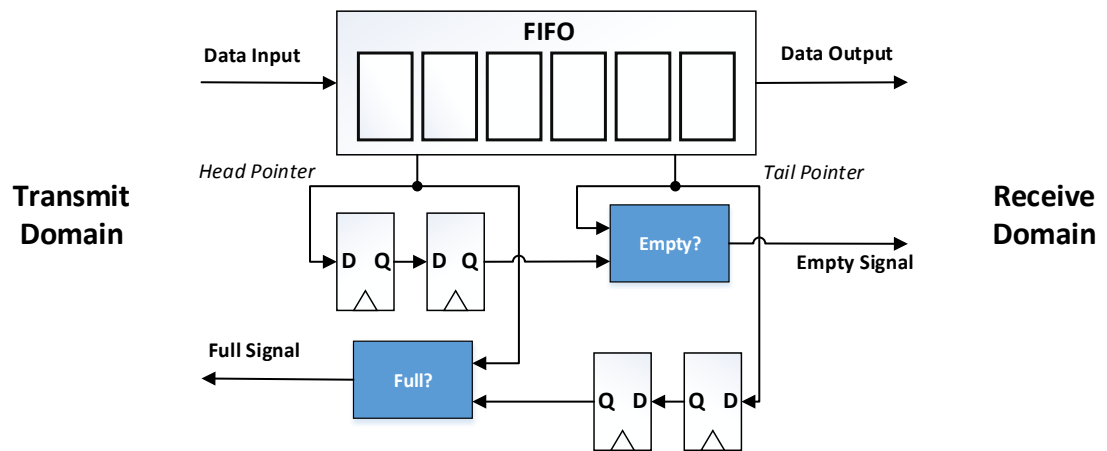 FIFO
Data Input
Data Output
Head Pointer
Tail Pointer
Transmit
Domain
Receive
Domain
D Q
D Q
Empty?
Empty Signal
Full Signal
Full?
Q D
Q D